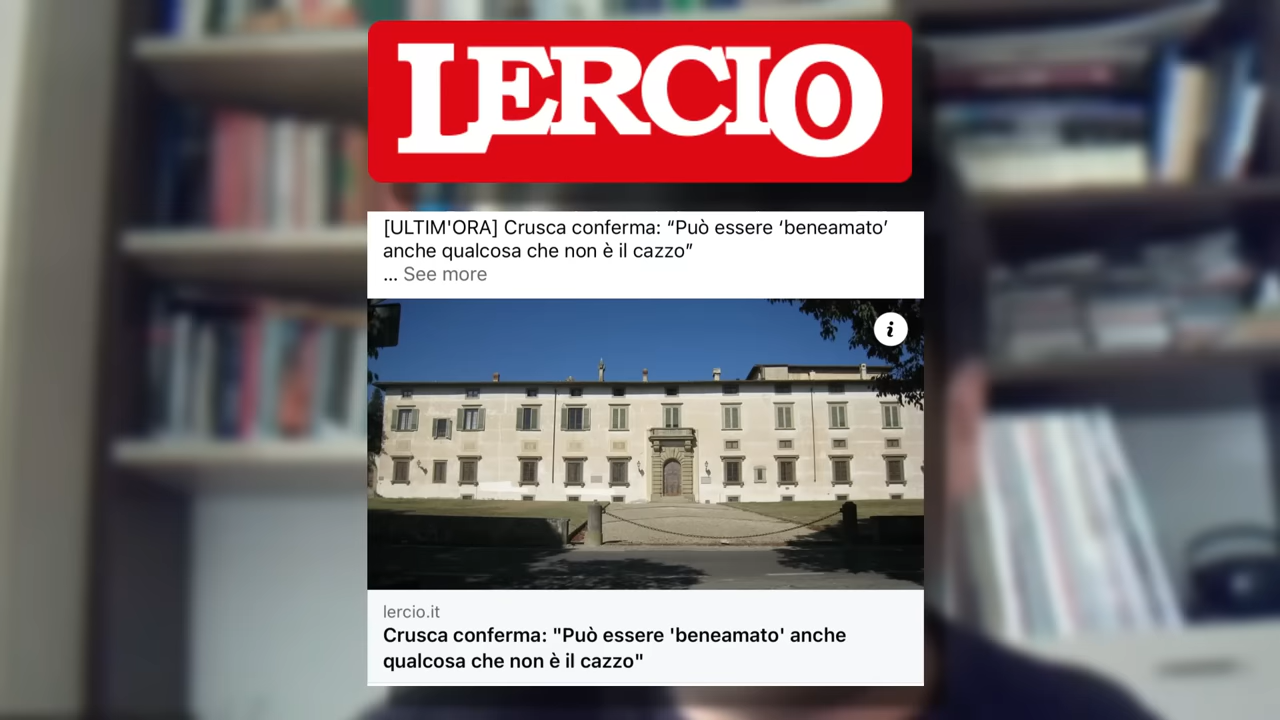 LERCIO
[ULTIM'ORA] Crusca conferma: “Può essere ‘beneamato’
anche qualcosa che non è il cazzo”
... See more
lercio.it
Crusca conferma: "Può essere 'beneamato' anche
qualcosa che non è il cazzo"